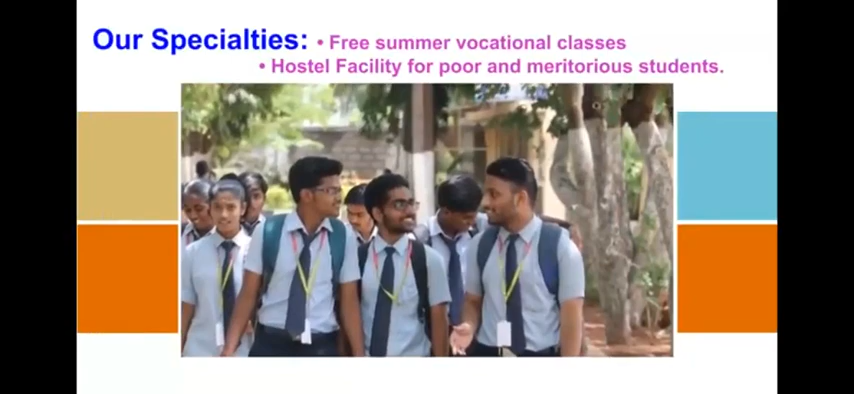 Our Specialties: • Free summer vocational classes
• Hostel Facility for poor and meritorious students.